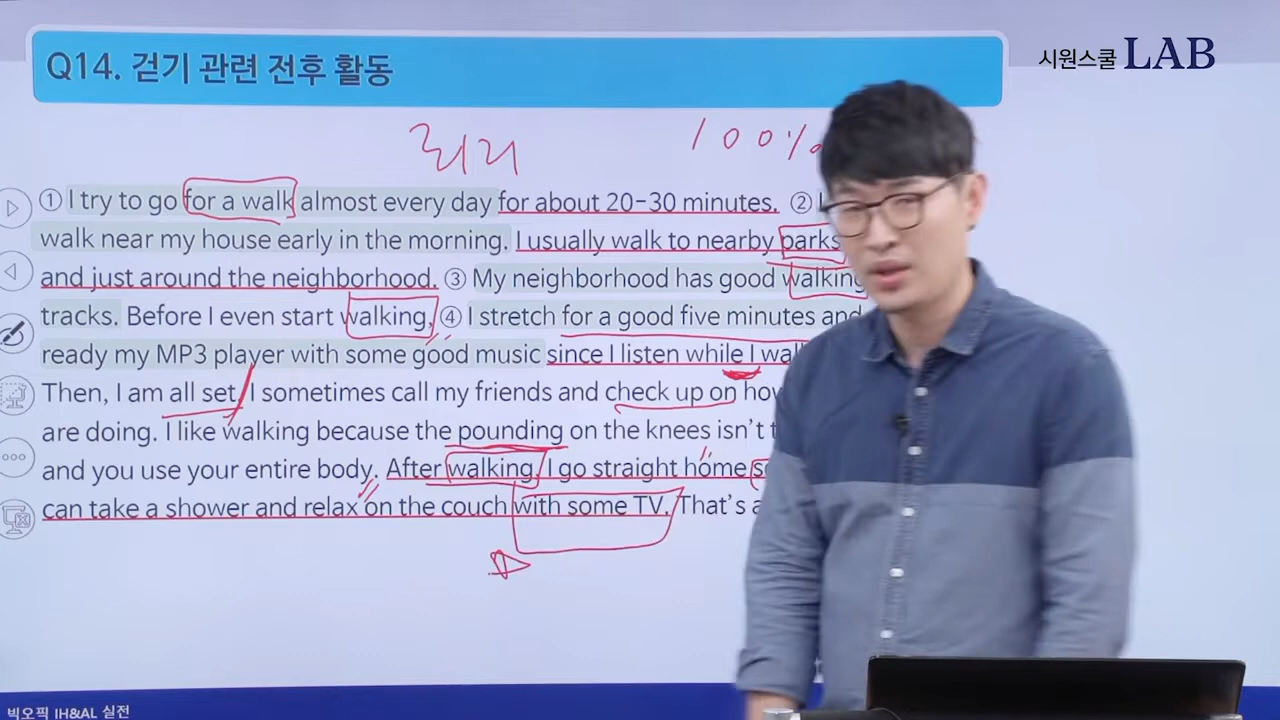 Q14. 걷기 관련 전후 활동
시원스쿨 LAB
리리 100%
① I try to go for a walk almost every day for about 20-30 minutes. ② I
walk near my house early in the morning. I usually walk to nearby parks
and just around the neighborhood. ③ My neighborhood has good walking
tracks. Before I even start walking, ④ I stretch for a good five minutes and
ready my MP3 player with some good music since I listen while I walk
Then, I am all set. I sometimes call my friends and check up on how
are doing. I like walking because the pounding on the knees isn't
and you use your entire body. After walking, I go straight home
can take a shower and relax on the couch with some TV. That's
빅오픽 IH&AL 실전